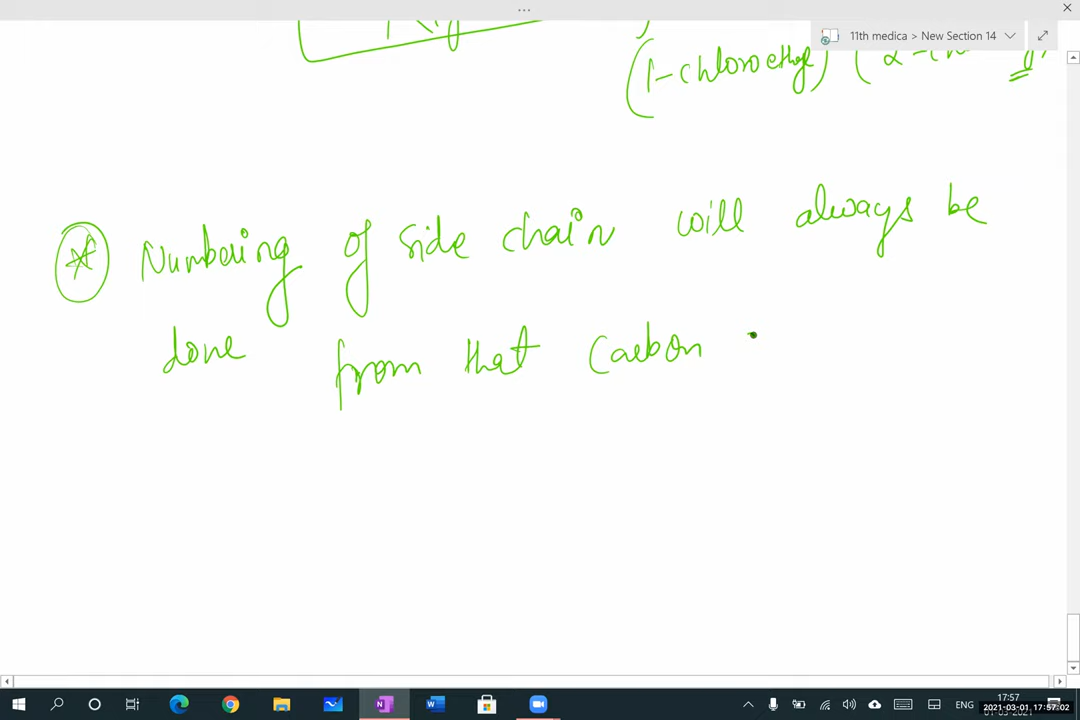 11th medica > New Section 14
(1-chloroethyl)
Numbering of side chain will always be
done from that Carbon
17:57
ENG
2021-03-01, 17:57:02